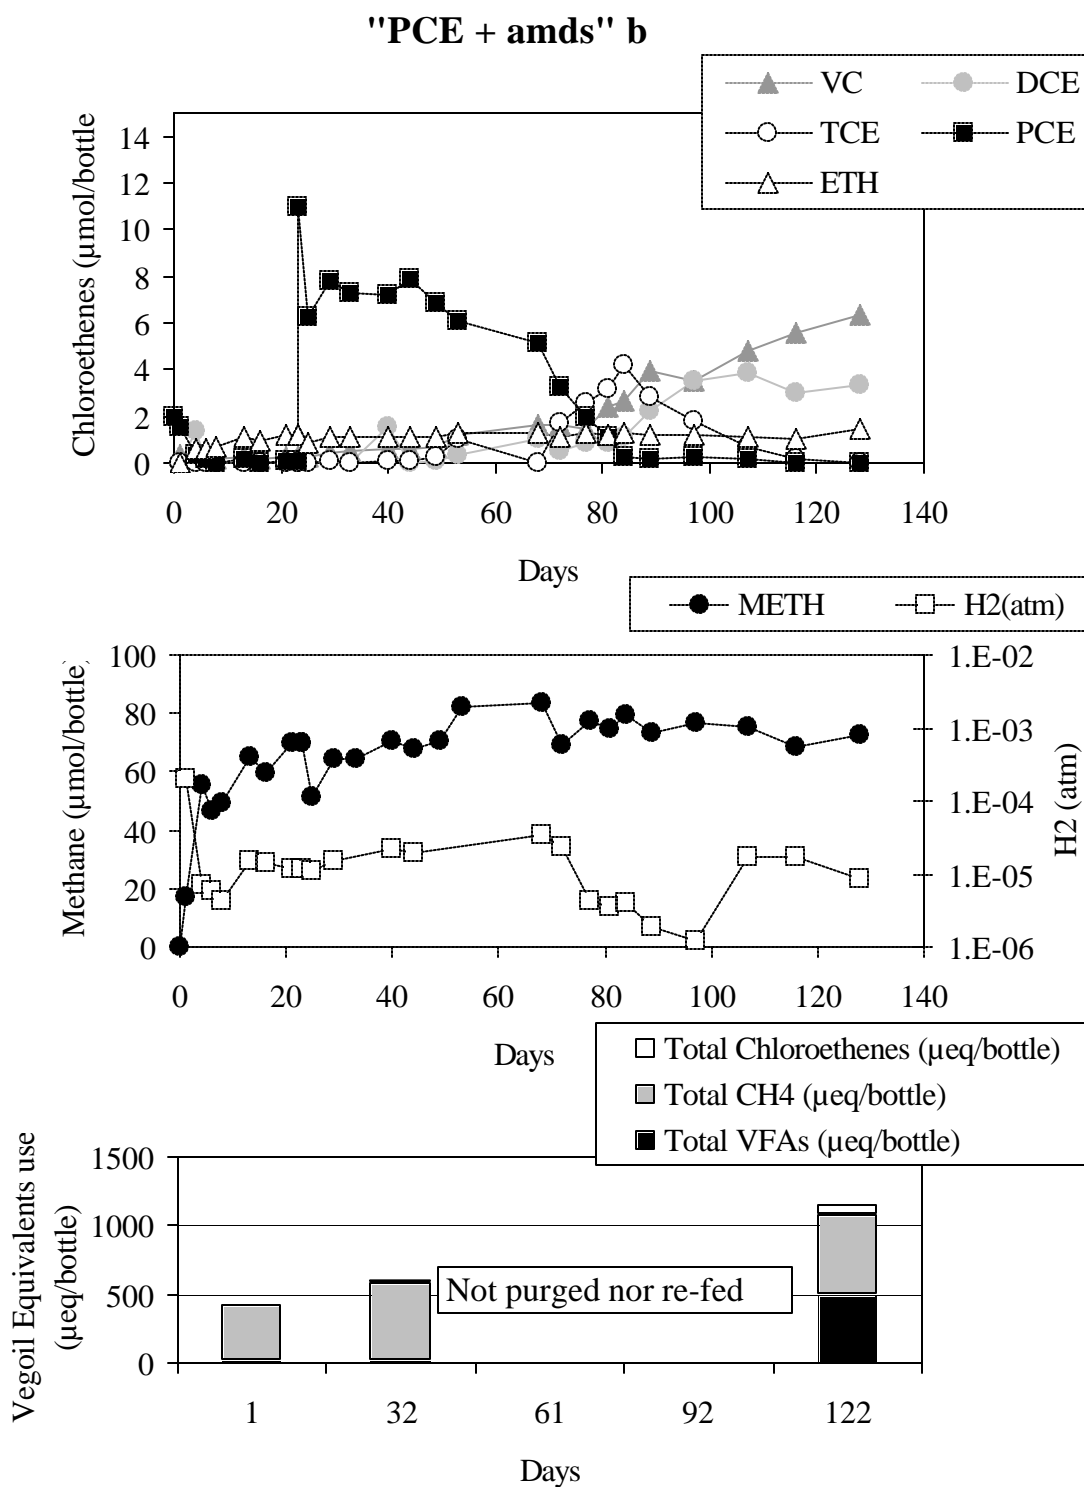 "PCE + amds" b
VC
DCE
TCE
PCE
ETH
Chloroethenes (µmol/bottle
14
12
10
8
6
4
2
0
0 20 40 60 80 100 120 140
Days
METH
H2(atm)
Methane (µmol/bottle)
100
80
60
40
20
0
1.E-02
1.E-03
1.E-04
1.E-05
1.E-06
H2 (atm)
0 20 40 60 80 100 120 140
Days
Total Chloroethenes (µeq/bottle)
Total CH4 (µeq/bottle)
Total VFAs (µeq/bottle)
Vegoil Equivalents use
(µeq/bottle)
1500
1000
500
0
Not purged nor re-fed
1 32 61 92 122
Days